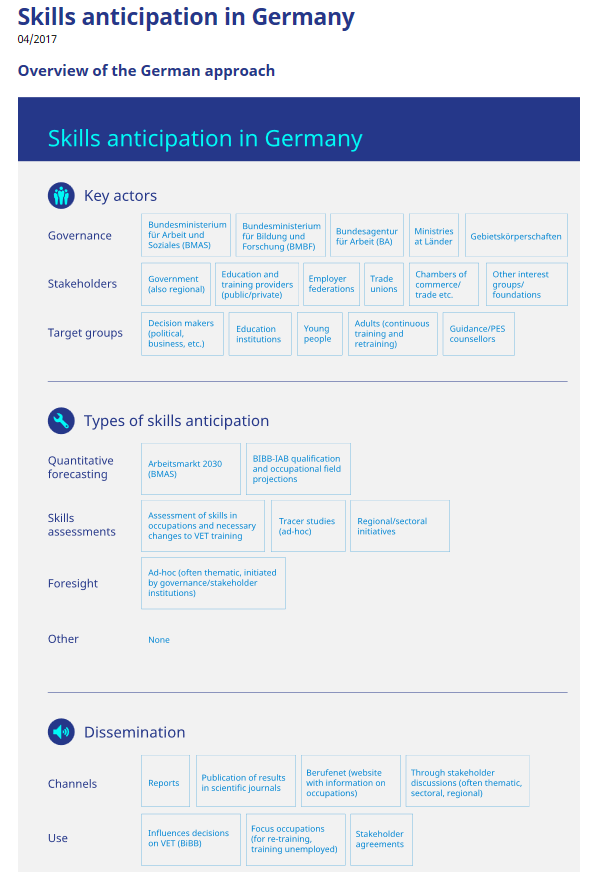 Skills anticipation in Germany
04/2017
Overview of the German approach
Skills anticipation in Germany
Key actors
Governance
Bundesministerium
für Arbeit und
Soziales (BMAS)
Bundesministerium
für Bildung und
Forschung (BMBF)
Bundesagentur
für Arbeit (BA)
Ministries
at Länder
Gebietskörperschaften
Stakeholders
Government
(also regional)
Education and
training providers
(public/private)
Employer
federations
Trade
unions
Chambers of
commerce/
trade etc.
Other interest
groups/
foundations
Target groups
Decision makers
(political,
business, etc.)
Education
institutions
Young
people
Adults (continuous
training and
retraining)
Guidance/PES
counsellors
Types of skills anticipation
Quantitative
forecasting
Arbeitsmarkt 2030
(BMAS)
BIBB-IAB qualification
and occupational field
projections
Skills
assessments
Assessment of skills in
occupations and necessary
changes to VET training
Tracer studies
(ad-hoc)
Regional/sectoral
initiatives
Foresight
Ad-hoc (often thematic, initiated
by governance/stakeholder
institutions)
Other
None
Dissemination
Channels
Reports
Publication of results
in scientific journals
Berufenet (website
with information on
occupations)
Through stakeholder
discussions (often thematic,
sectoral, regional)
Use
Influences decisions
on VET (BiBB)
Focus occupations
(for re-training,
training unemployed)
Stakeholder
agreements